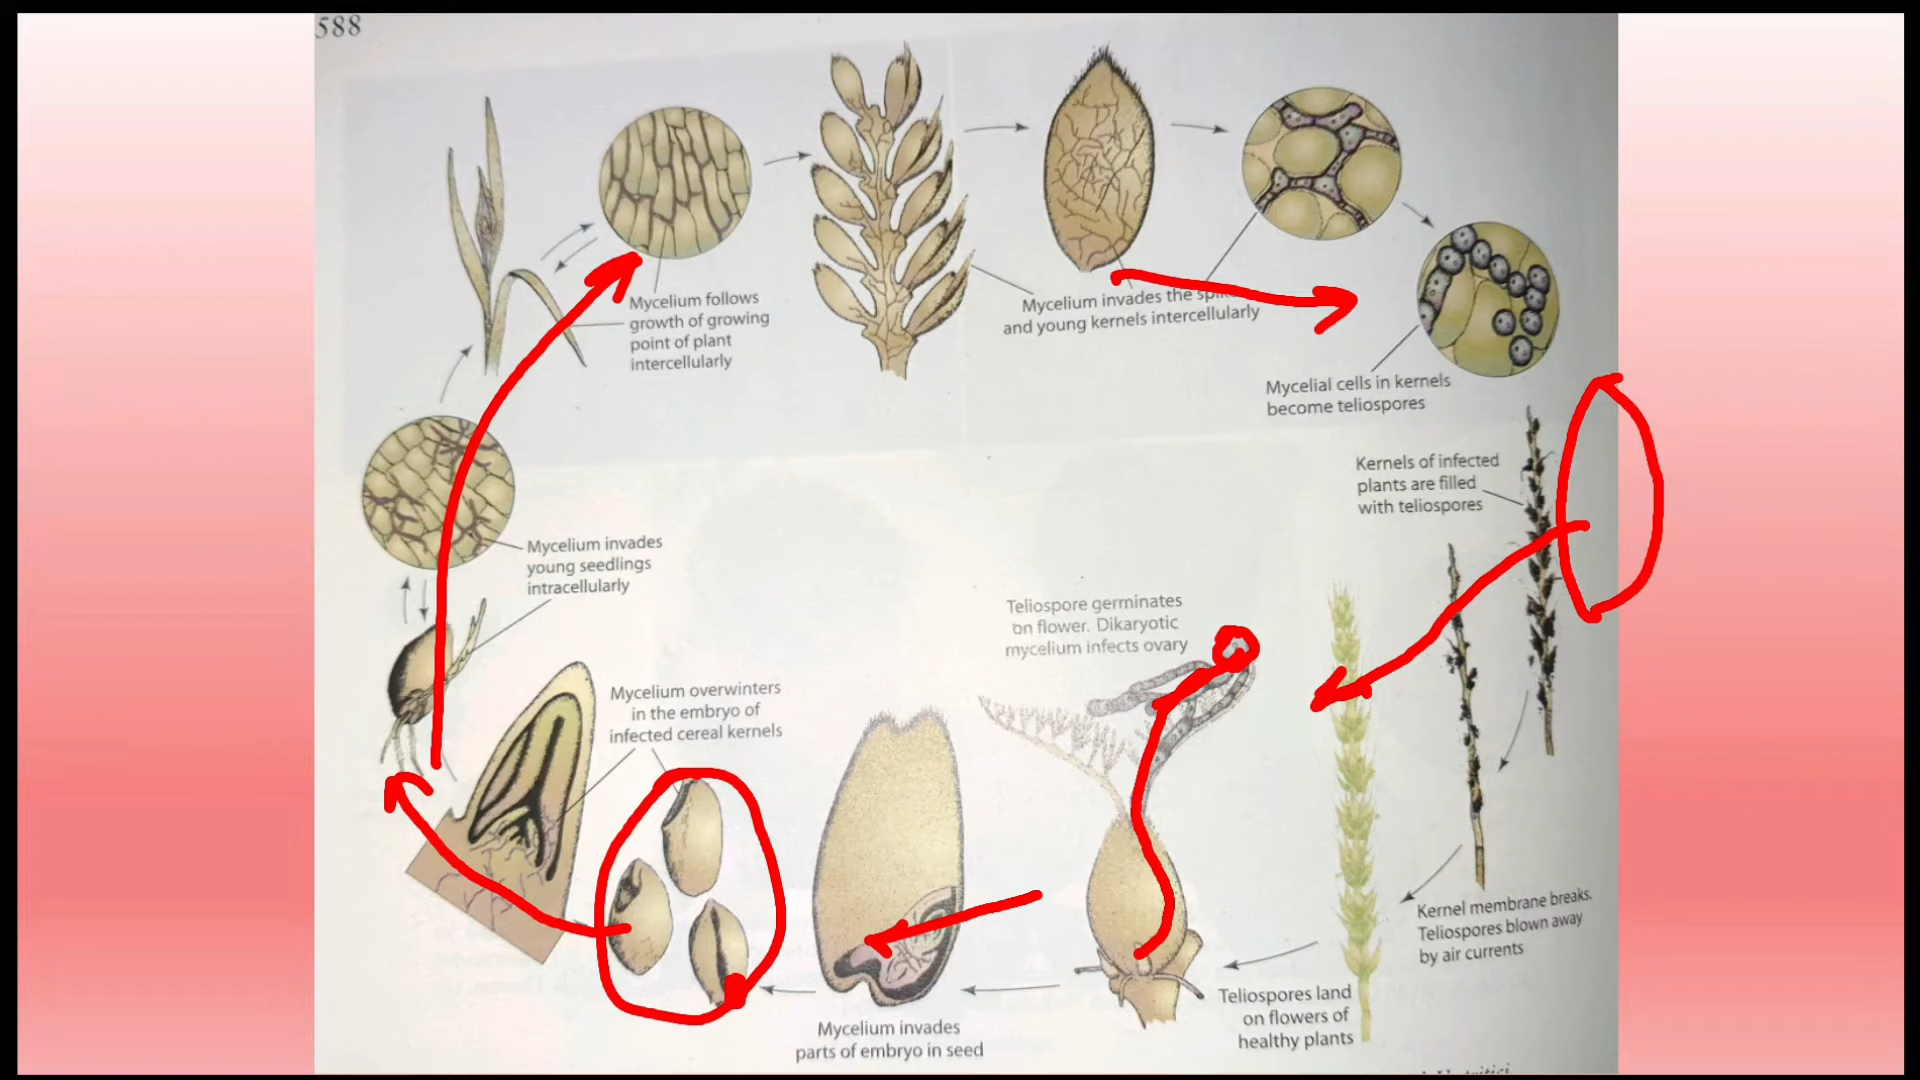 588
Mycelium follows
growth of growing
point of plant
intercellularly
Mycelium invades the
and young kernels intercellularly
Mycelial cells in kernels
become teliospores
Kernels of infected
plants are filled
with teliospores
Mycelium invades
young seedlings
intracellularly
Teliospore germinates
on flower. Dikaryotic
mycelium infects ovary
Mycelium overwinters
in the embryo of
infected cereal kernels
Kernel membrane breaks.
Teliospores blown away
by air currents
Teliospores land
on flowers of
healthy plants
Mycelium invades
parts of embryo in seed